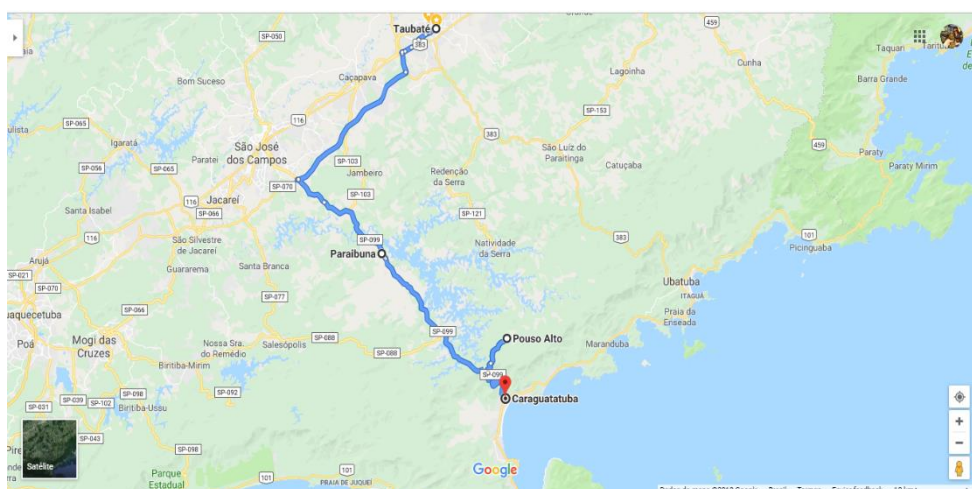 Taubaté
383
SP-050
459
Taquari
Cunha
Lagoinha
Barra Grande
Bom Sucesso
Caçapava
SP-065
Igaratá
116
SP-153
383
São José
dos Campos
SP-103
São Luiz do
Paraitinga
459
Paraty
Paraty Mirim
SP-056
Paratei
SP-065
Jambeiro
Redenção
da Serra
Catuçaba
SP-070
SP-103
Jacareí
116
SP-066
Santa Isabel
SP-121
116
SP-099
383
101
Picinguaba
São Silvestre
de Jacarei
Natividade
da Serra
Paraibuna
Arujá
Guararema
Santa Branca
SP-021
SP-070
SP-077
Ubatuba
ITAGUÁ
SP-066
Praia da
Enseada
Poá
Mogi das
Cruzes
SP-099
Nossa Sra.
do Remédio
Salesópolis
SP-088
SP-088
Pouso Alto
Maranduba
Biritiba-Mirim
SP-099
SP-092
SP-098
SP-031
SP-039
SP-102
Biritiba-Ussu
Caraguatatuba
SP-043
SP-098
Satélite
Google
101
101
Parque
Estadual
PRAIA DE JUQUEÍ